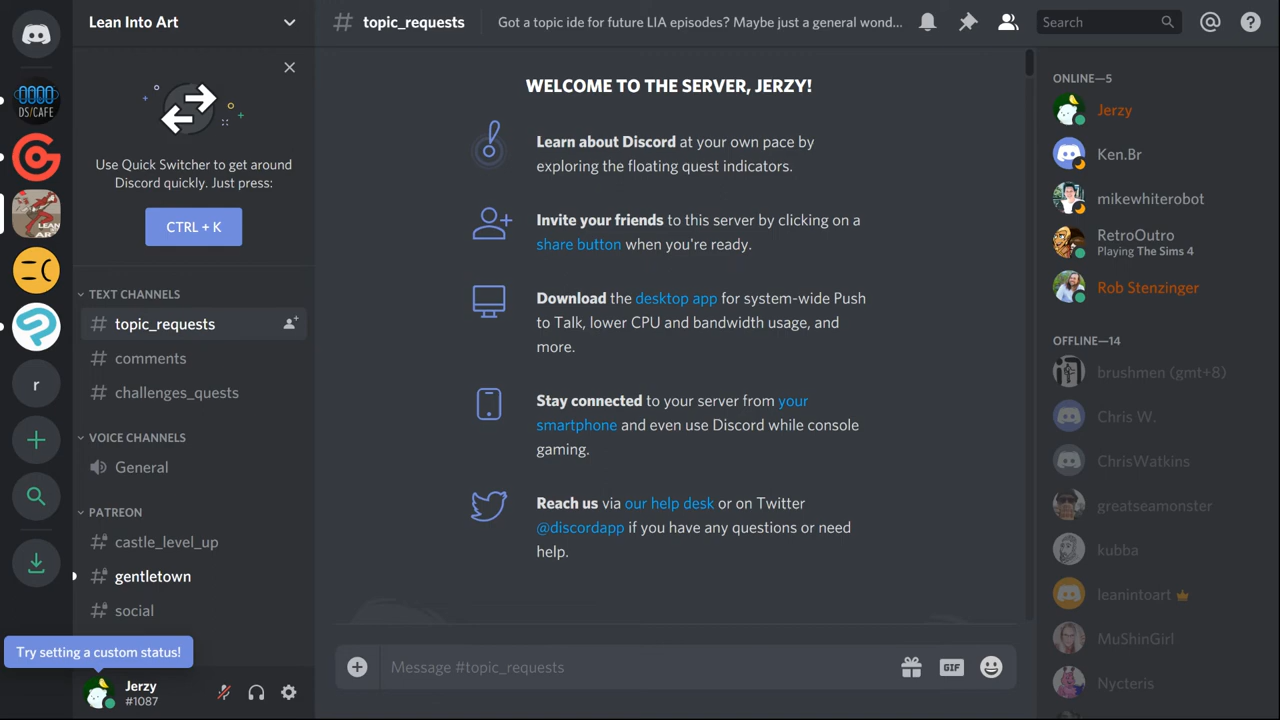 Lean Into Art
Use Quick Switcher to get around
Discord quickly. Just press:
CTRL + K
TEXT CHANNELS
topic_requests
comments
challenges_quests
VOICE CHANNELS
General
PATREON
castle_level_up
gentletown
social
Try setting a custom status!
Jerzy
#1087
DS/CAFE
LEAN
r
# topic_requests
Got a topic ide for future LIA episodes? Maybe just a general wond...
Search
WELCOME TO THE SERVER, JERZY!
Learn about Discord at your own pace by
exploring the floating quest indicators.
Invite your friends to this server by clicking on a
share button when you're ready.
Download the desktop app for system-wide Push
to Talk, lower CPU and bandwidth usage, and
more.
Stay connected to your server from your
smartphone and even use Discord while console
gaming.
Reach us via our help desk or on Twitter
@discordapp if you have any questions or need
help.
Message #topic_requests
GIF
ONLINE—5
Jerzy
Ken.Br
mikewhiterobot
RetroOutro
Playing The Sims 4
Rob Stenzinger
OFFLINE—14
brushmen (gmt+8)
Chris W.
ChrisWatkins
greatseamonster
kubba
leanintoart
MuShinGirl
Nycteris